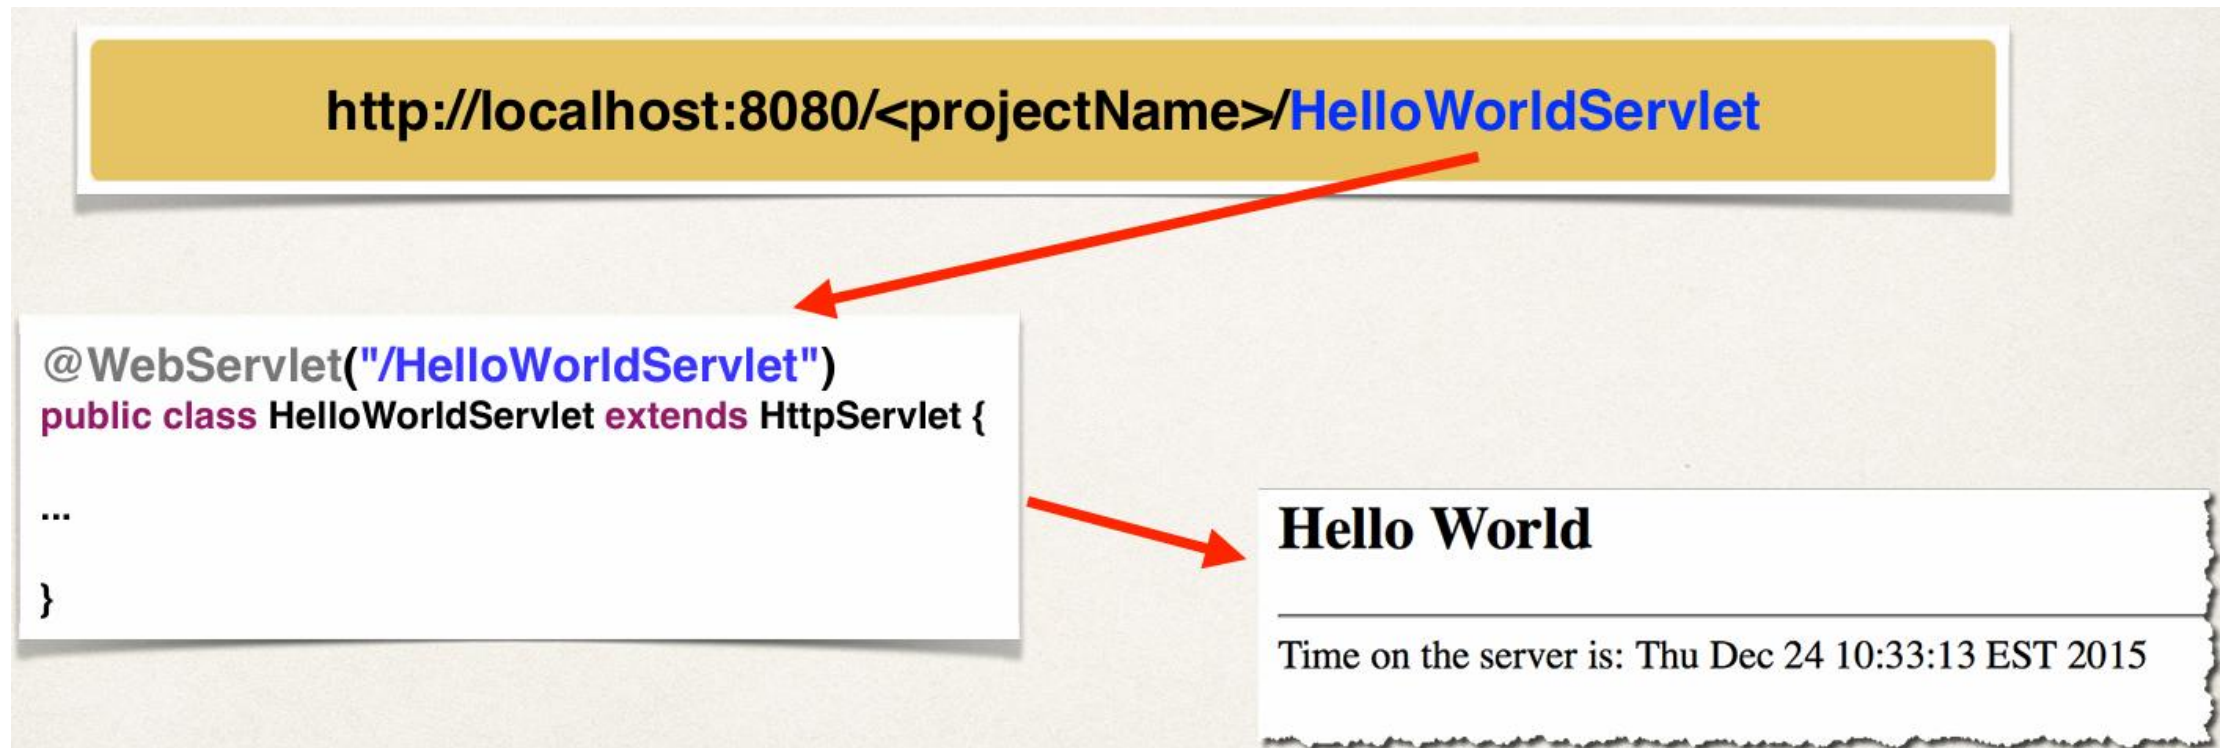 http://localhost:8080/<projectName>/HelloWorldServlet
@WebServlet("/HelloWorldServlet")
public class HelloWorldServlet extends HttpServlet {
...
}
Hello World
Time on the server is: Thu Dec 24 10:33:13 EST 2015